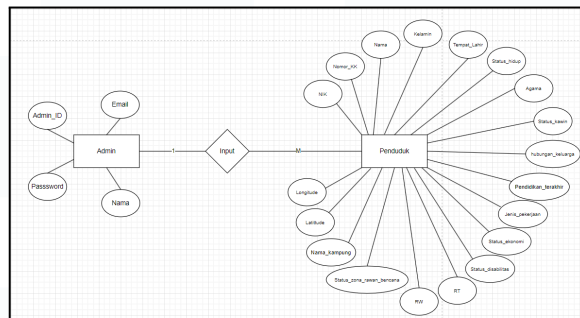 Kelamin
Nama
Tempat_Lahir
Status_hidup
Nomor_KK
Agama
NIK
Email
Admin_ID
Status_kawin
Admin
1
Input
M
Penduduk
hubungan_keluarga
Passsword
Nama
Pendidikan_terakhir
Longitude
Jenis_pekerjaan
Latittude
Status_ekonomi
Nama_kampung
Status_disabilitas
Status_zona_rawan_bencana
RT
RW